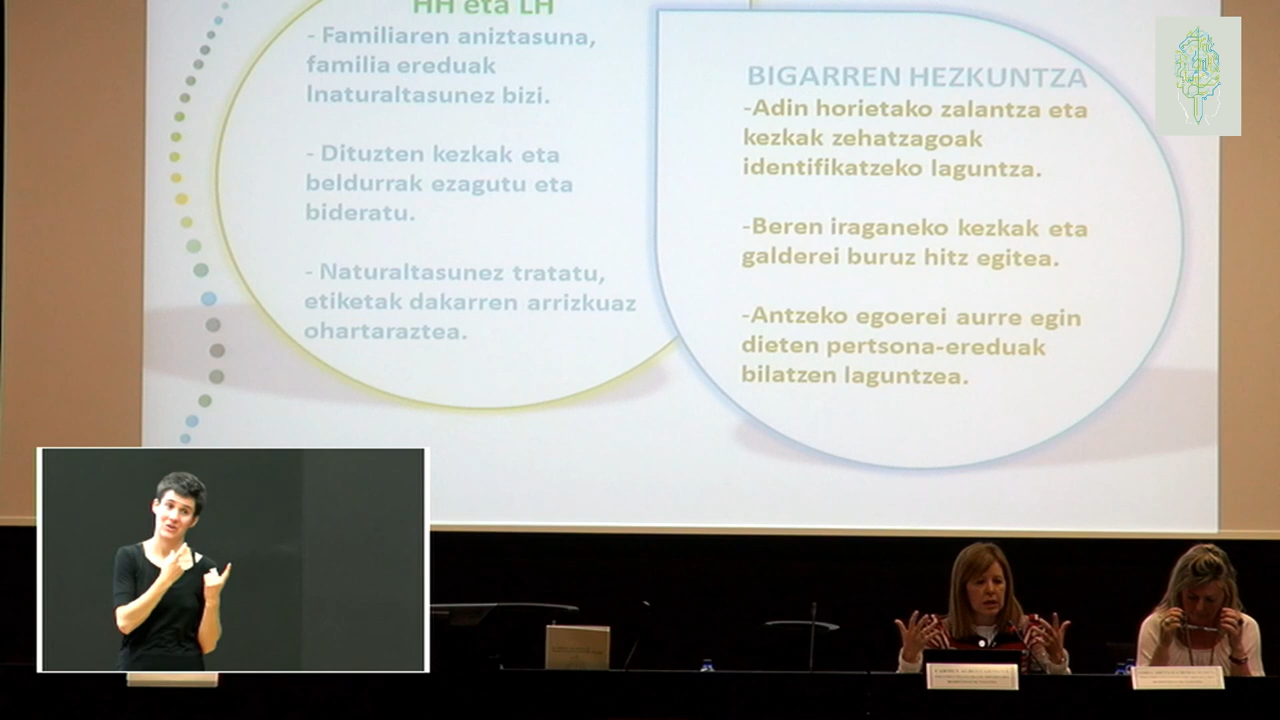 HH eta LH
- Familiaren aniztasuna,
familia ereduak
lnaturaltasunez bizi.
- Dituzten kezkak eta
beldurrak ezagutu eta
bideratu.
- Naturaltasunez tratatu,
etiketak dakarren arrizkuaz
ohartaraztea.
BIGARREN HEZKUNTZA
-Adin horietako zalantza eta
kezkak zehatzagoak
identifikatzeko laguntza.
-Beren iraganeko kezkak eta
galderei buruz hitz egitea.
-Antzeko egoerei aurre egin
dieten pertsona-ereduak
bilatzen laguntzea.